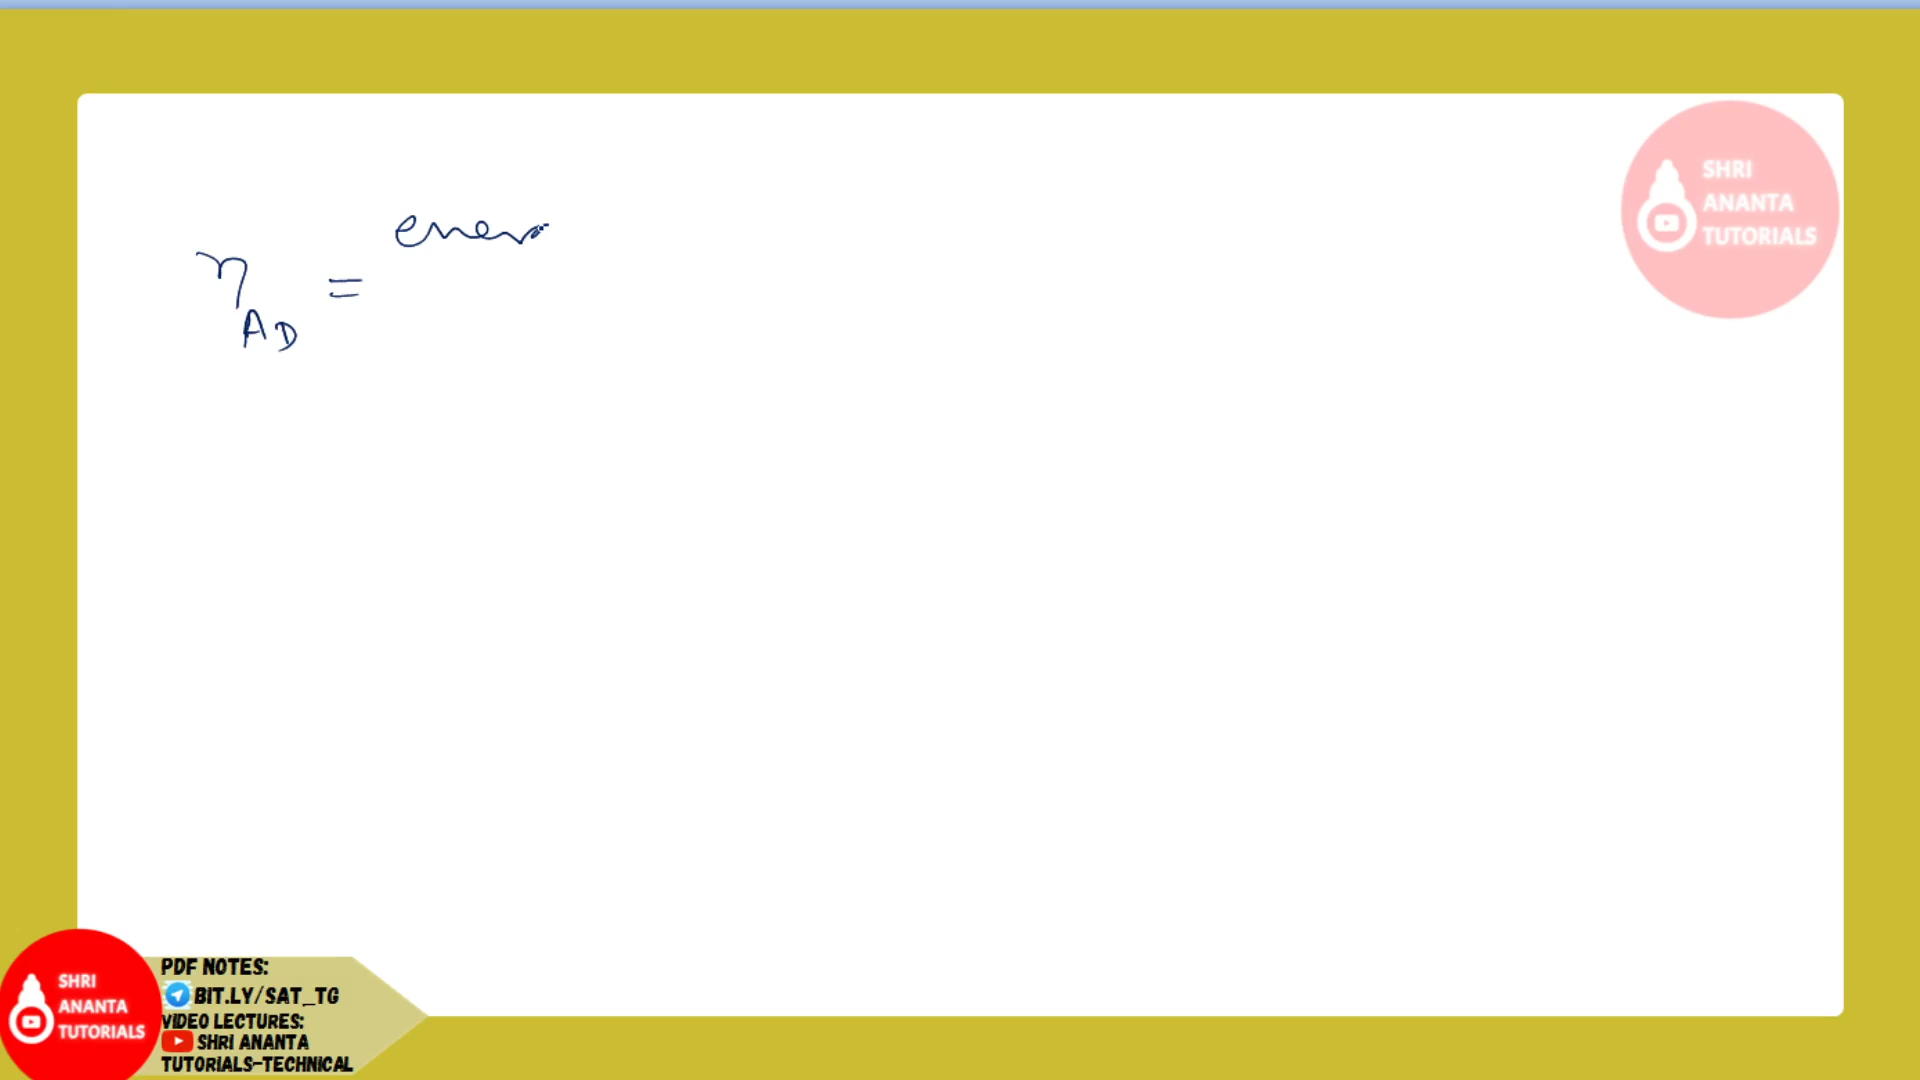 SHRI
ANANTA
TUTORIALS
ener
η_AD =
SHRI
ANANTA
TUTORIALS
PDF NOTES:
BIT.LY/SAT_TG
VIDEO LECTURES:
SHRI ANANTA
TUTORIALS-TECHNICAL